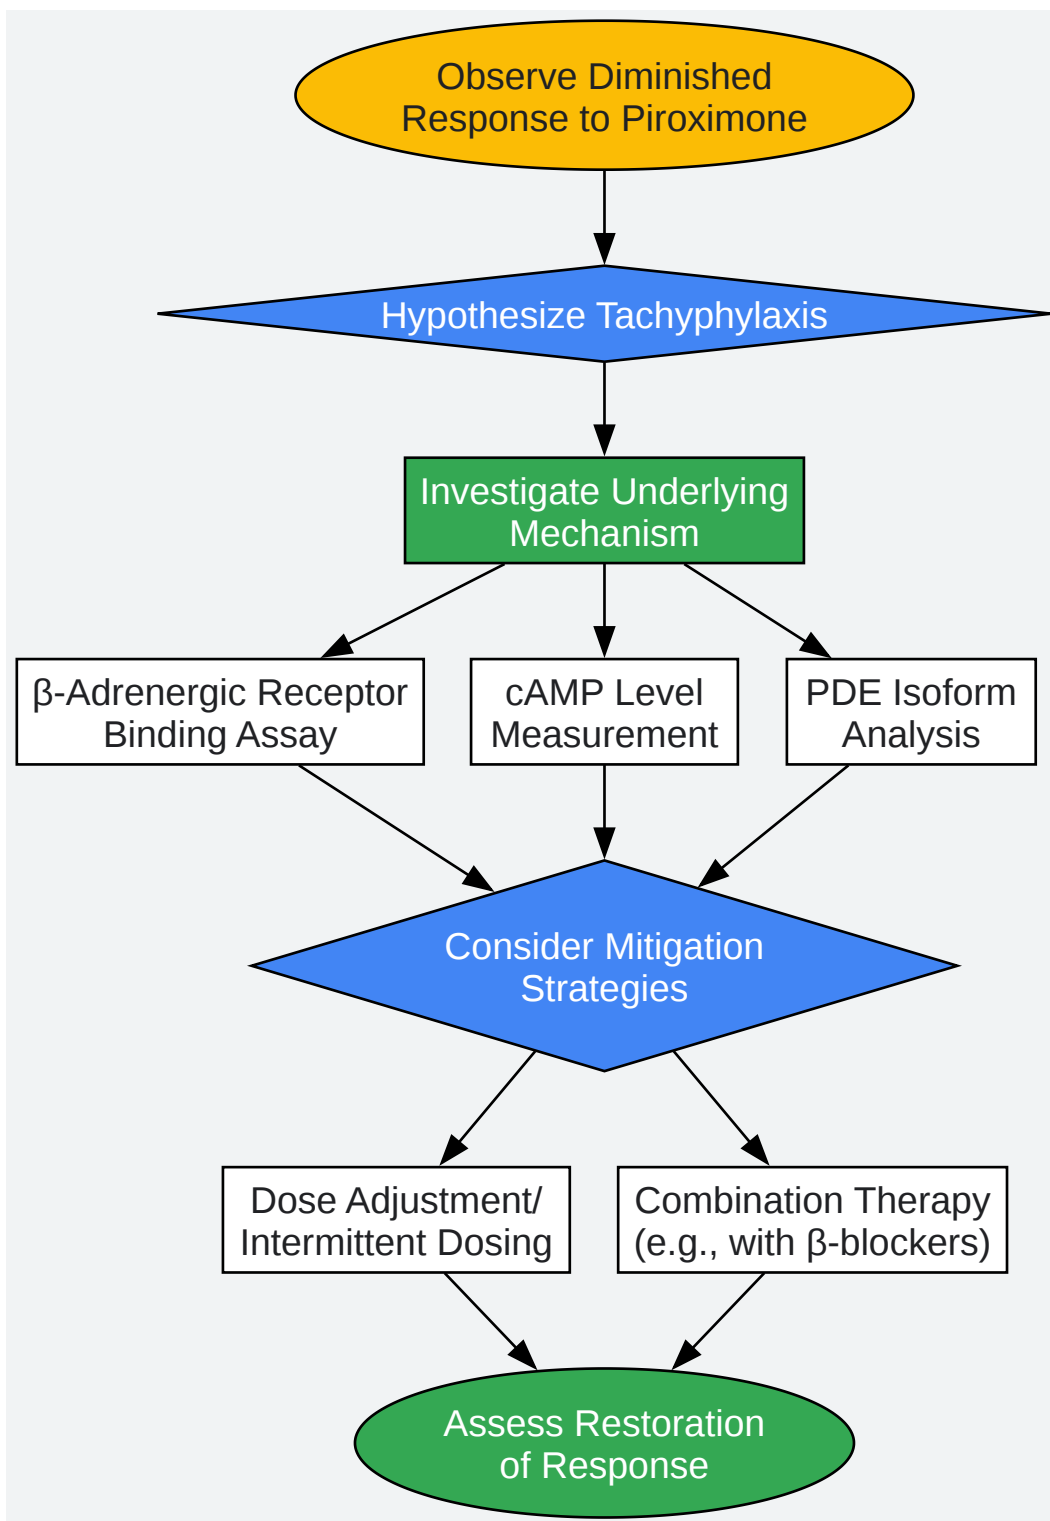 Observe Diminished
Response to Piroximone
Hypothesize Tachyphylaxis
Investigate Underlying
Mechanism
β-Adrenergic Receptor
Binding Assay
cAMP Level
Measurement
PDE Isoform
Analysis
Consider Mitigation
Strategies
Dose Adjustment/
Intermittent Dosing
Combination Therapy
(e.g., with β-blockers)
Assess Restoration
of Response